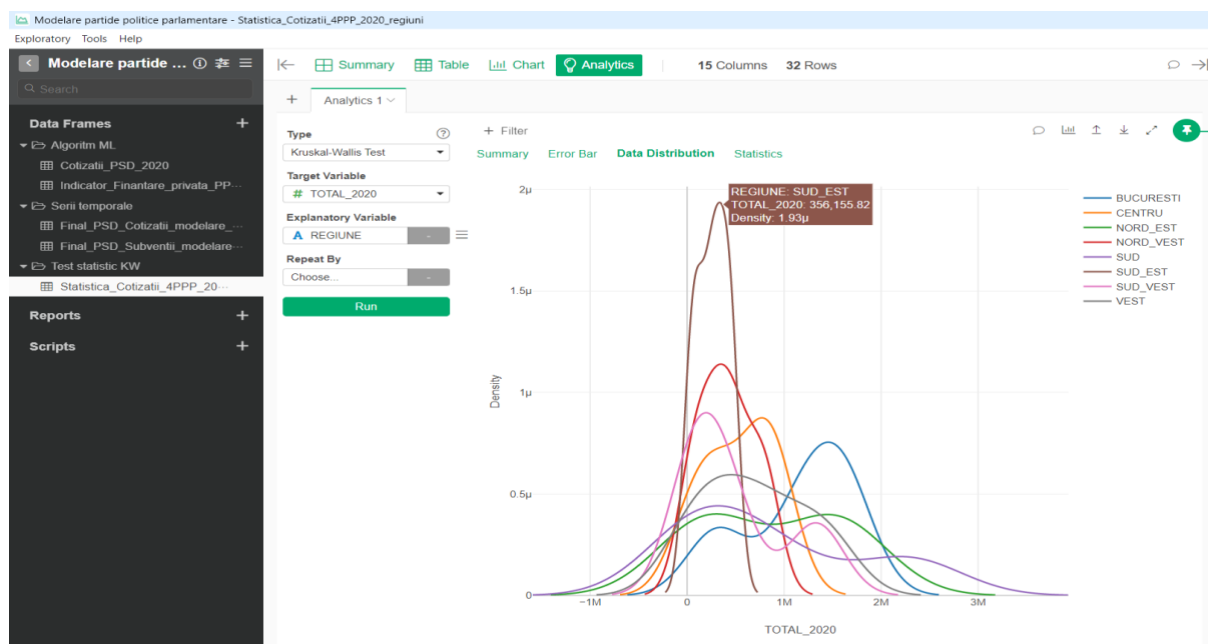 Modelare partide politice parlamentare - Statistica_Cotizatii_4PPP_2020_regiuni
Exploratory Tools Help
Modelare partide ...
Search
Data Frames +
Algoritm ML
Cotizatii_PSD_2020
Indicator_Finantare_privata_PP···
Serii temporale
Final_PSD_Cotizatii_modelare_···
Final_PSD_Subventii_modelare···
Test statistic KW
Statistica_Cotizatii_4PPP_20···
Reports +
Scripts +
Summary Table Chart Analytics 15 Columns 32 Rows
+ Analytics 1
Type ?
Kruskal-Wallis Test
Target Variable
# TOTAL_2020
Explanatory Variable
A REGIUNE -
Repeat By
Choose... -
Run
+ Filter
Summary Error Bar Data Distribution Statistics
REGIUNE: SUD_EST
TOTAL_2020: 356,155.82
Density: 1.93µ
2µ
1.5µ
1µ
0.5µ
0
Density
−1M 0 1M 2M 3M
TOTAL_2020
BUCURESTI
CENTRU
NORD_EST
NORD_VEST
SUD
SUD_EST
SUD_VEST
VEST